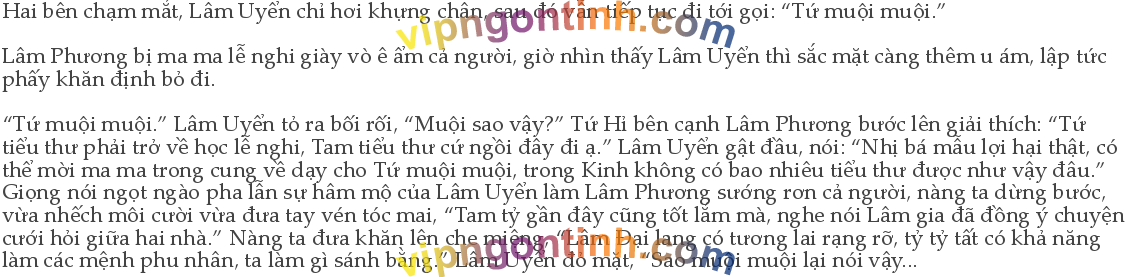 Hai bên chạm mắt, Lâm Uyển chỉ hơi khựng chân, sau đó vẫn tiếp tục đi tới gọi: “Tứ muội muội.”
vipngontinh.com
Lâm Phương bị ma ma lễ nghi giày vò ê ẩm cả người, giờ nhìn thấy Lâm Uyển thì sắc mặt càng thêm u ám, lập tức
phẩy khăn định bỏ đi.
“Tứ muội muội.” Lâm Uyển tỏ ra bối rối, “Muội sao vậy?” Tứ Hỉ bên cạnh Lâm Phương bước lên giải thích: “Tứ
tiểu thư phải trở về học lễ nghi, Tam tiểu thư cứ ngồi đây đi ạ.” Lâm Uyển gật đầu, nói: “Nhị bá mẫu lợi hại thật, có
thể mời ma ma trong cung về dạy cho Tứ muội muội, trong Kinh không có bao nhiêu tiểu thư được như vậy đâu.”
Giọng nói ngọt ngào pha lẫn sự hâm mộ của Lâm Uyển làm Lâm Phương sướng rơn cả người, nàng ta dừng bước,
vừa nhếch môi cười vừa đưa tay vén tóc mai, “Tam tỷ gần đây cũng tốt lắm mà, nghe nói Lâm gia đã đồng ý chuyện
cưới hỏi giữa hai nhà.” Nàng ta đưa khăn lên che miệng, “Lâm Đại lang có tương lai rạng rỡ, tỷ tỷ tất có khả năng
làm các mệnh phu nhân, ta làm gì sánh bằng.” Lâm Uyển đỏ mặt, “Sao muội muội lại nói vậy...
vipngontinh.com